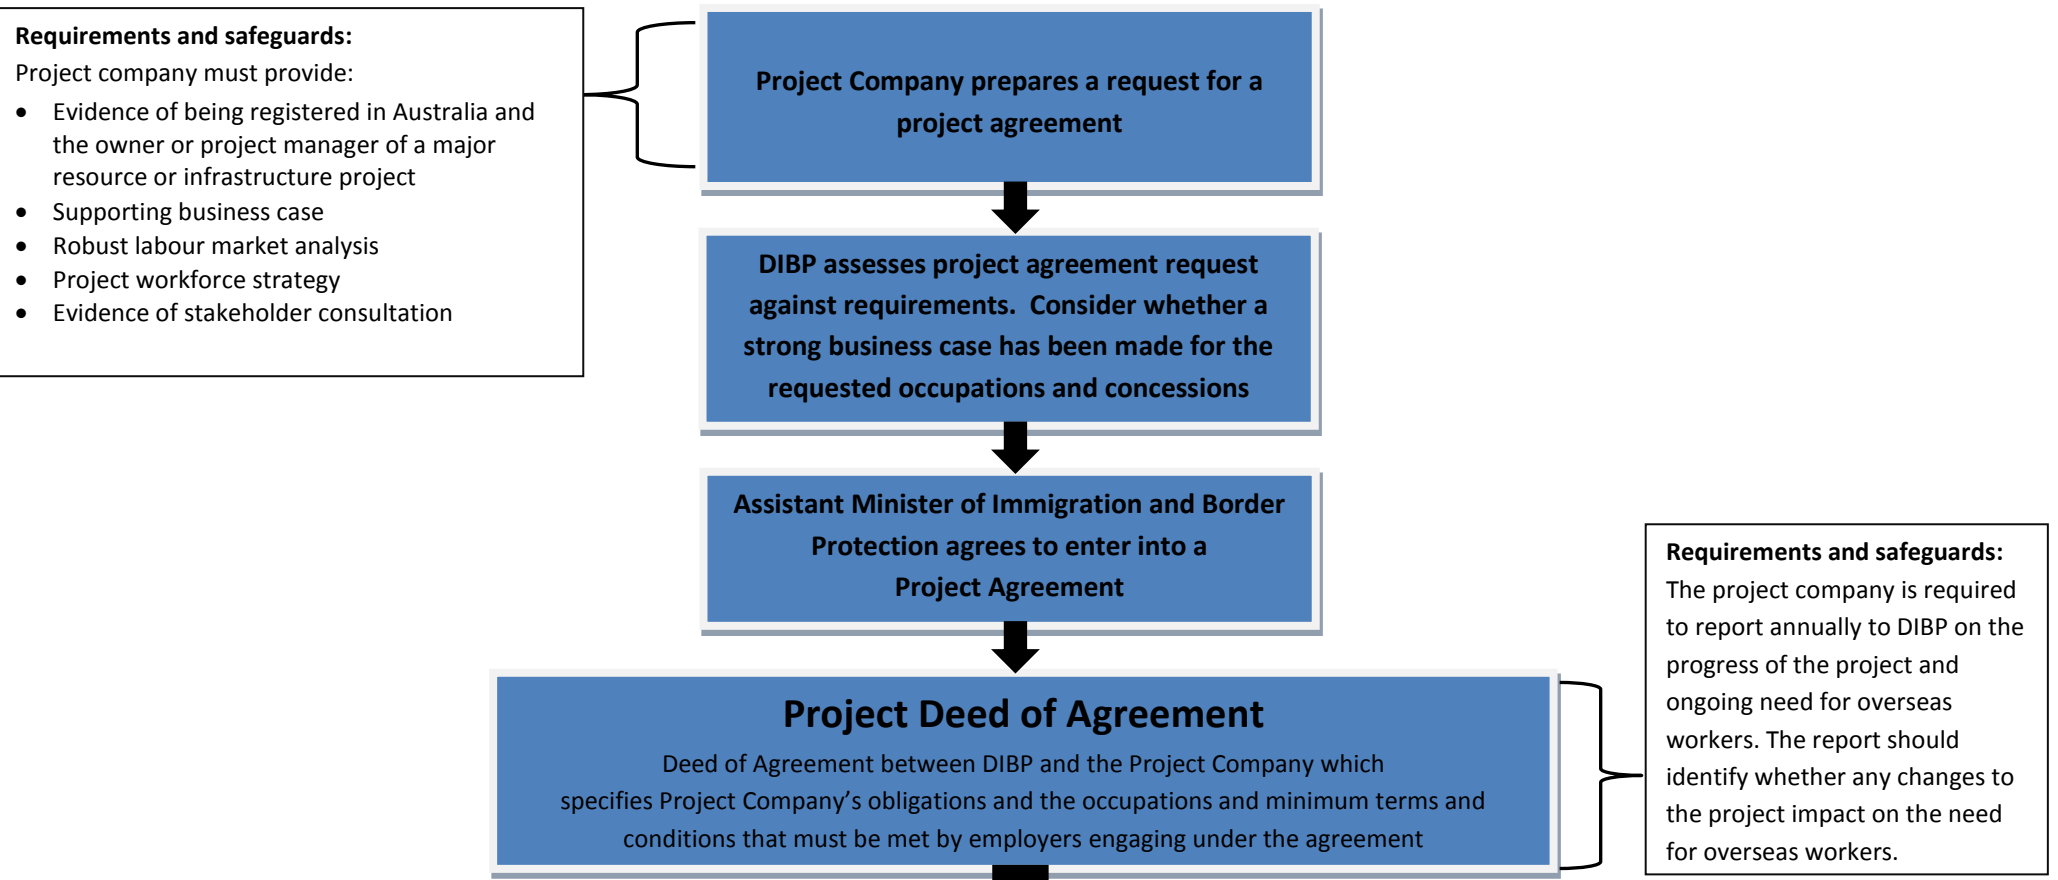 Requirements and safeguards:
Project company must provide:
• Evidence of being registered in Australia and
the owner or project manager of a major
resource or infrastructure project
• Supporting business case
• Robust labour market analysis
• Project workforce strategy
• Evidence of stakeholder consultation
Project Company prepares a request for a
project agreement
DIBP assesses project agreement request
against requirements.  Consider whether a
strong business case has been made for the
requested occupations and concessions
Assistant Minister of Immigration and Border
Protection agrees to enter into a
Project Agreement
Project Deed of Agreement
Deed of Agreement between DIBP and the Project Company which
specifies Project Company’s obligations and the occupations and minimum terms and
conditions that must be met by employers engaging under the agreement
Requirements and safeguards:
The project company is required
to report annually to DIBP on the
progress of the project and
ongoing need for overseas
workers. The report should
identify whether any changes to
the project impact on the need
for overseas workers.